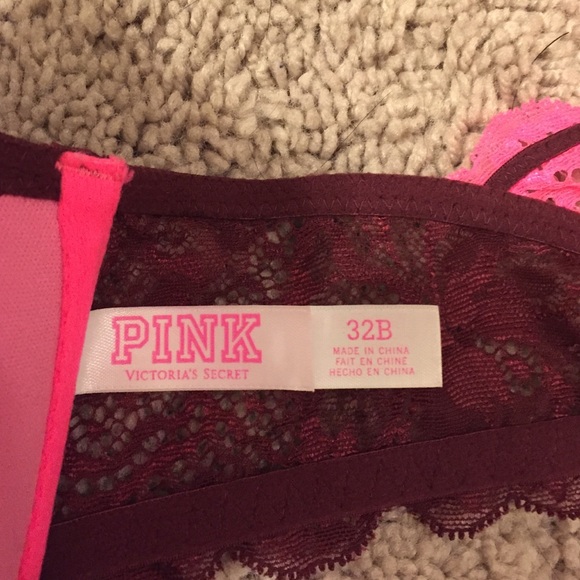 PINK
VICTORIA'S SECRET
32B
MADE IN CHINA
FAIT EN CHINE
HECHO EN CHINA